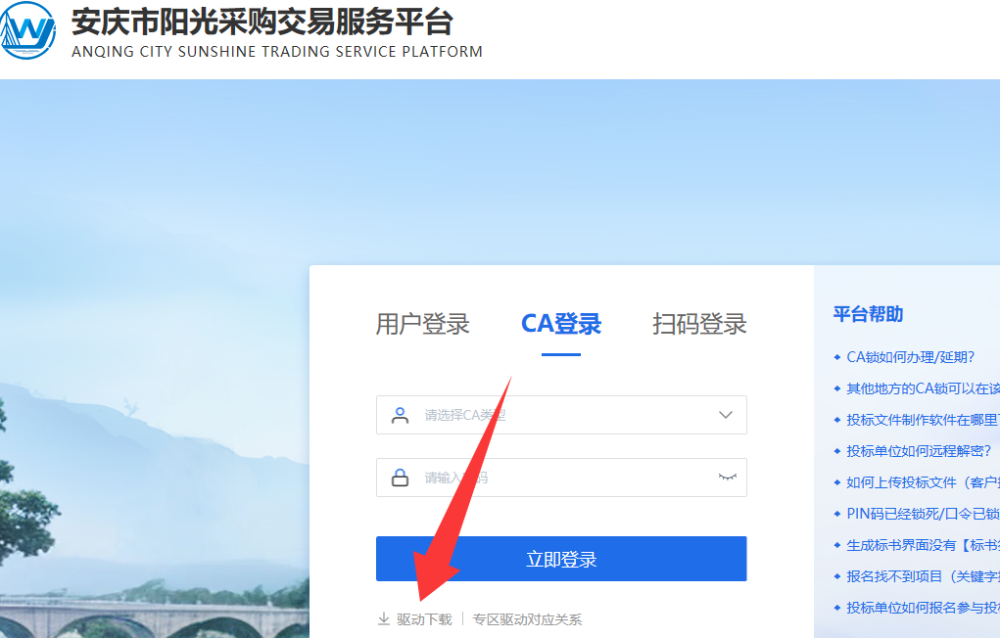 安庆市阳光采购交易服务平台
ANQING CITY SUNSHINE TRADING SERVICE PLATFORM
用户登录 CA登录 扫码登录
请选择CA类型
请输入 码
立即登录
驱动下载 专区驱动对应关系
平台帮助
CA锁如何办理/延期?
其他地方的CA锁可以在该
投标文件制作软件在哪里
投标单位如何远程解密?
如何上传投标文件（客户
PIN码已经锁死/口令已锁
生成标书界面没有【标书
报名找不到项目（关键字
投标单位如何报名参与投